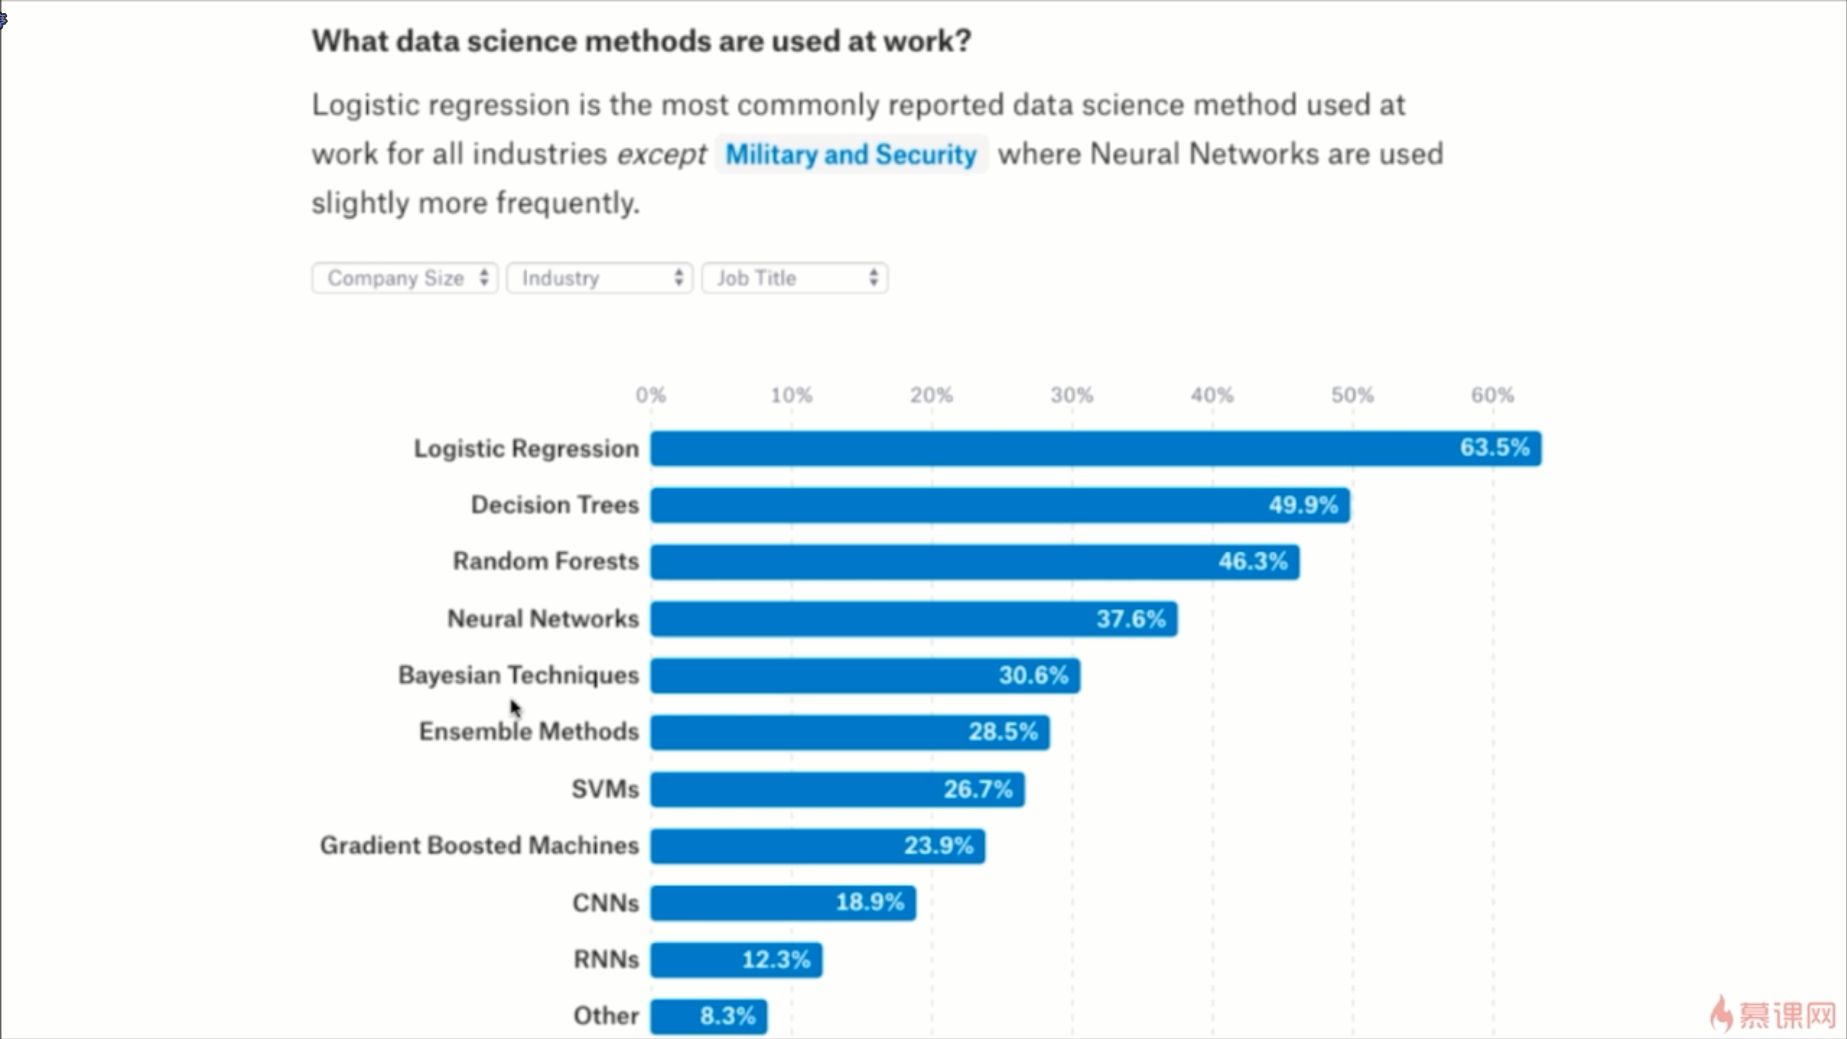 What data science methods are used at work?
Logistic regression is the most commonly reported data science method used at
work for all industries except Military and Security where Neural Networks are used
slightly more frequently.
Company Size Industry Job Title
0% 10% 20% 30% 40% 50% 60%
Logistic Regression 63.5%
Decision Trees 49.9%
Random Forests 46.3%
Neural Networks 37.6%
Bayesian Techniques 30.6%
Ensemble Methods 28.5%
SVMs 26.7%
Gradient Boosted Machines 23.9%
CNNs 18.9%
RNNs 12.3%
Other 8.3%
慕课网